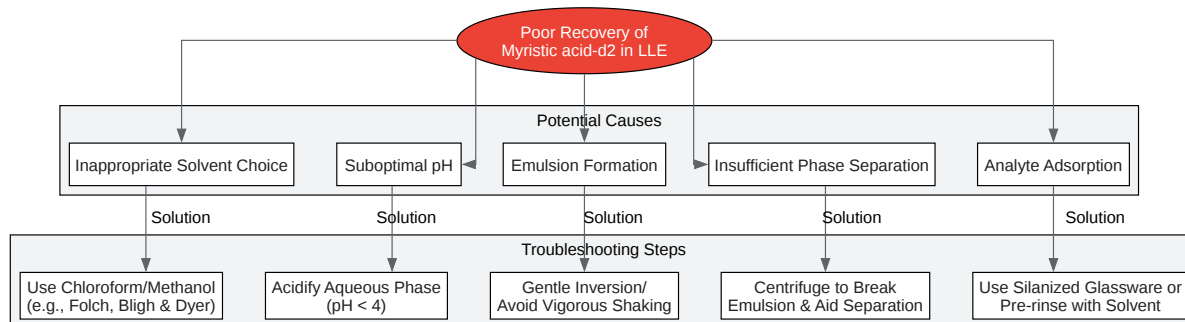 Poor Recovery of
Myristic acid-d2 in LLE
Potential Causes
Inappropriate Solvent Choice
Suboptimal pH
Emulsion Formation
Insufficient Phase Separation
Analyte Adsorption
Solution
Solution
Solution
Solution
Solution
Troubleshooting Steps
Use Chloroform/Methanol
(e.g., Folch, Bligh & Dyer)
Acidify Aqueous Phase
(pH < 4)
Gentle Inversion/
Avoid Vigorous Shaking
Centrifuge to Break
Emulsion & Aid Separation
Use Silanized Glassware or
Pre-rinse with Solvent